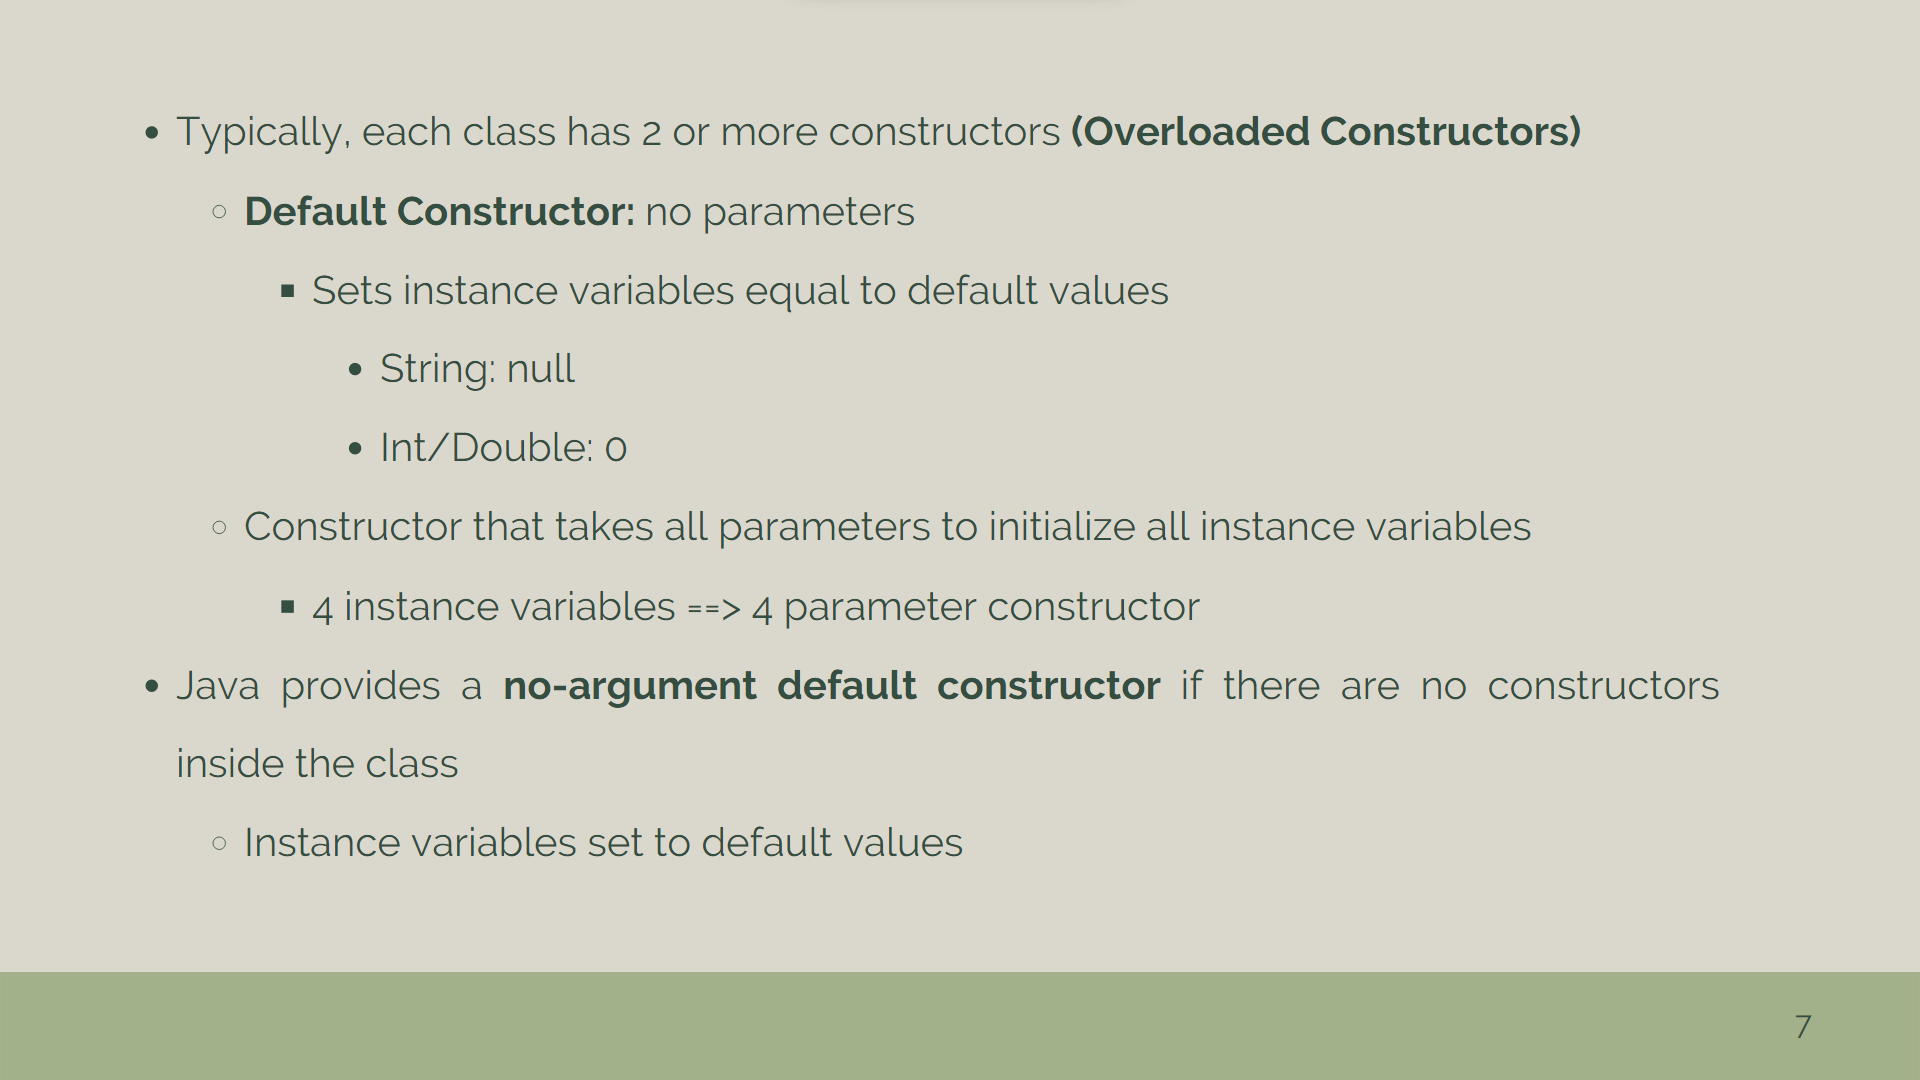 • Typically, each class has 2 or more constructors (Overloaded Constructors)
○ Default Constructor: no parameters
▪ Sets instance variables equal to default values
• String: null
• Int/Double: 0
○ Constructor that takes all parameters to initialize all instance variables
▪ 4 instance variables ==> 4 parameter constructor
• Java provides a no-argument default constructor if there are no constructors
inside the class
○ Instance variables set to default values
7